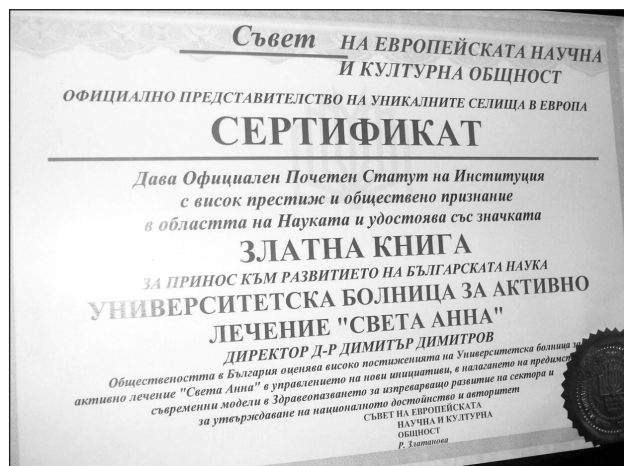 Съвет НА ЕВРОПЕЙСКАТА НАУЧНА
И КУЛТУРНА ОБЩНОСТ
ОФИЦИАЛНО ПРЕДСТАВИТЕЛСТВО НА УНИКАЛНИТЕ СЕЛИЩА В ЕВРОПА
СЕРТИФИКАТ
Дава Официален Почетен Статут на Институция
с висок престиж и обществено признание
в областта на Науката и удостоява със значката
ЗЛАТНА КНИГА
ЗА ПРИНОС КЪМ РАЗВИТИЕТО НА БЪЛГАРСКАТА НАУКА
УНИВЕРСИТЕТСКА БОЛНИЦА ЗА АКТИВНО
ЛЕЧЕНИЕ "СВЕТА АННА"
ДИРЕКТОР Д-Р ДИМИТЪР ДИМИТРОВ
Обществеността в България оценява високо постиженията на Университетска болница за
активно лечение "Света Анна" в управлението на нови инициативи, в налагането на
съвременни модели в Здравеопазването за изпреварващо развитие на сектора и
за утвърждаване на националното достойнство и авторитет
СЪВЕТ НА ЕВРОПЕЙСКАТА
НАУЧНА И КУЛТУРНА
ОБЩНОСТ
Р. Златанова